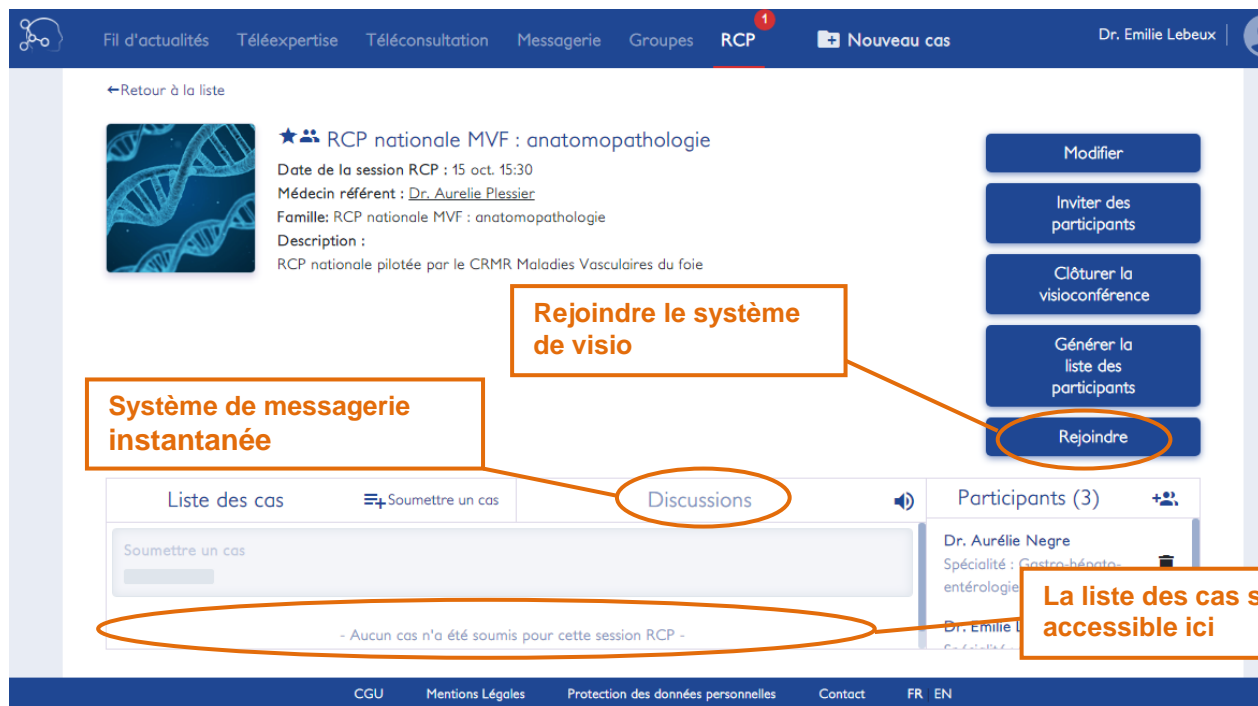 Fil d'actualités Téléexpertise Téléconsultation Messagerie Groupes RCP 1 Nouveau cas Dr. Emilie Lebeux
←Retour à la liste
RCP nationale MVF : anatomopathologie
Date de la session RCP : 15 oct. 15:30
Médecin référent : Dr. Aurelie Plessier
Famille: RCP nationale MVF : anatomopathologie
Description :
RCP nationale pilotée par le CRMR Maladies Vasculaires du foie
Modifier
Inviter des
participants
Clôturer la
visioconférence
Générer la
liste des
participants
Rejoindre
Rejoindre le système
de visio
Système de messagerie
instantanée
Liste des cas Soumettre un cas Discussions Participants (3)
Soumettre un cas
- Aucun cas n'a été soumis pour cette session RCP -
Dr. Aurélie Negre
Spécialité : Gastro-hépato-
entérologie
Dr. Emilie
La liste des cas
accessible ici
CGU Mentions Légales Protection des données personnelles Contact FR EN